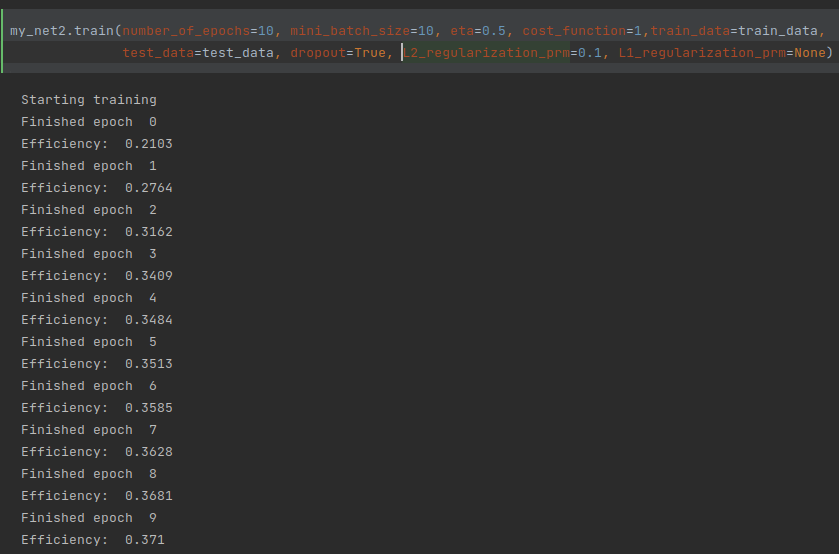 my_net2.train(number_of_epochs=10, mini_batch_size=10, eta=0.5, cost_function=1,train_data=train_data,
test_data=test_data, dropout=True, L2_regularization_prm=0.1, L1_regularization_prm=None)
Starting training
Finished epoch  0
Efficiency:  0.2103
Finished epoch  1
Efficiency:  0.2764
Finished epoch  2
Efficiency:  0.3162
Finished epoch  3
Efficiency:  0.3409
Finished epoch  4
Efficiency:  0.3484
Finished epoch  5
Efficiency:  0.3513
Finished epoch  6
Efficiency:  0.3585
Finished epoch  7
Efficiency:  0.3628
Finished epoch  8
Efficiency:  0.3681
Finished epoch  9
Efficiency:  0.371